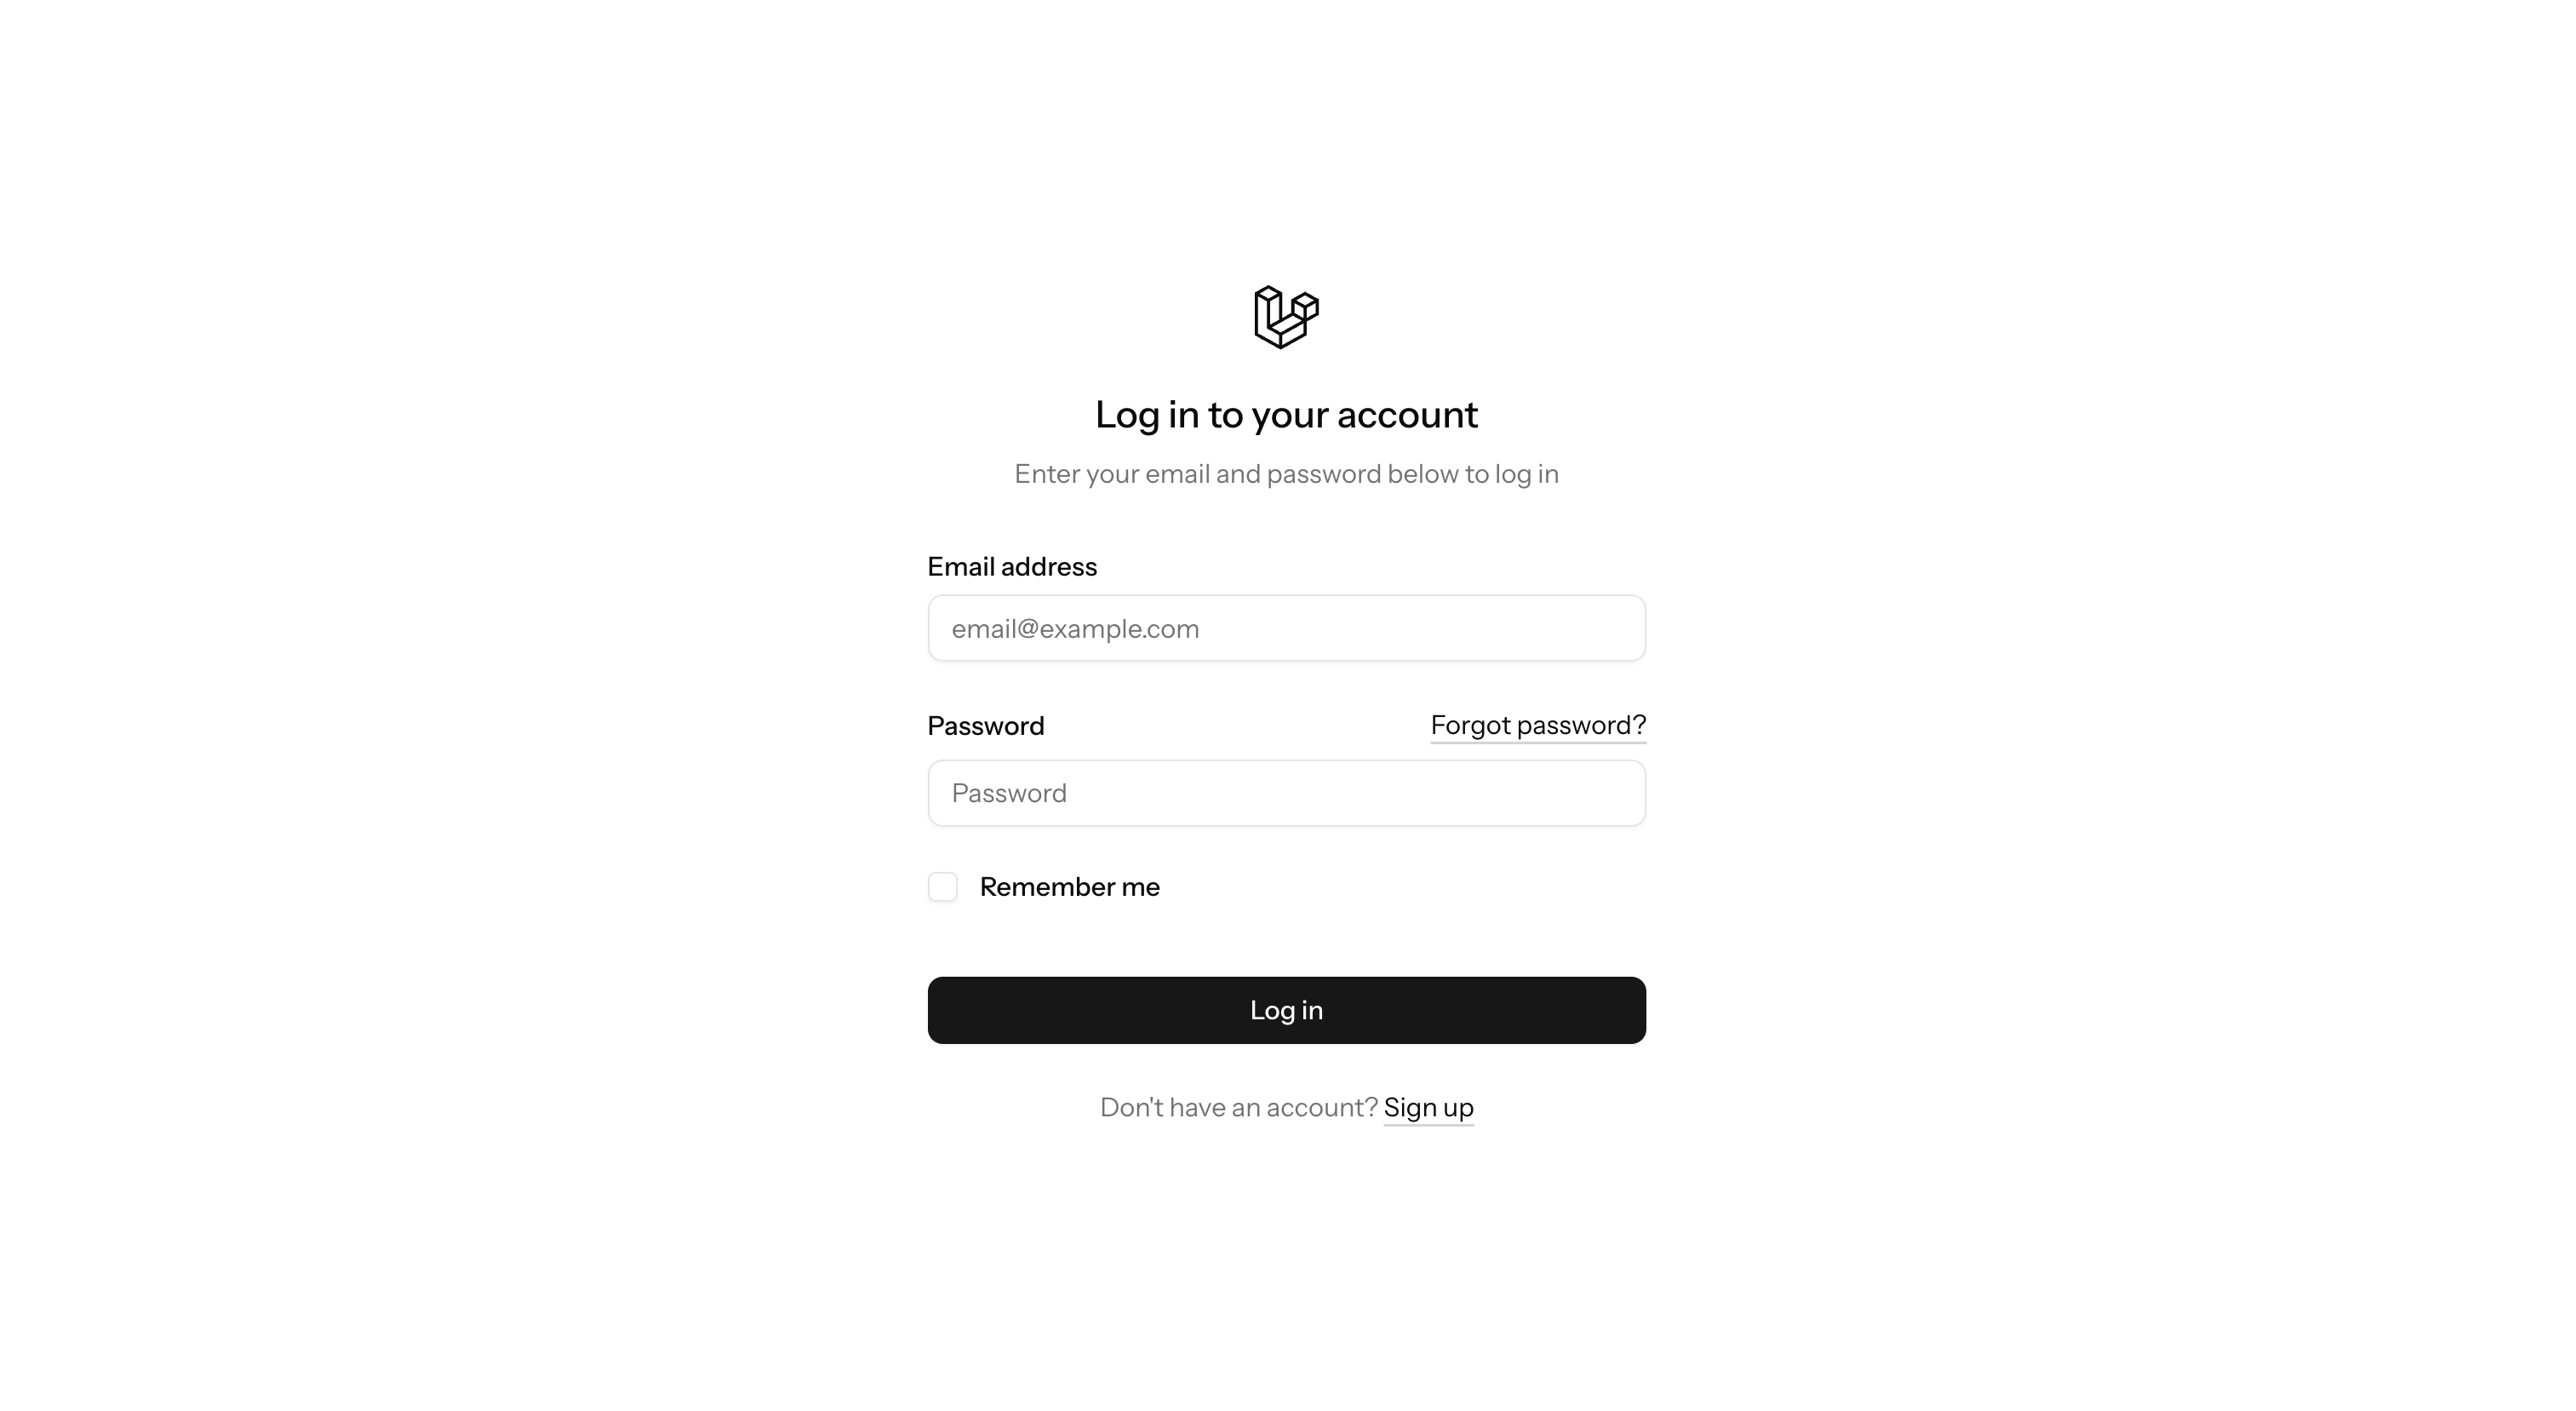 Log in to your account
Enter your email and password below to log in
Email address
email@example.com
Password
Forgot password?
Password
Remember me
Log in
Don't have an account? Sign up